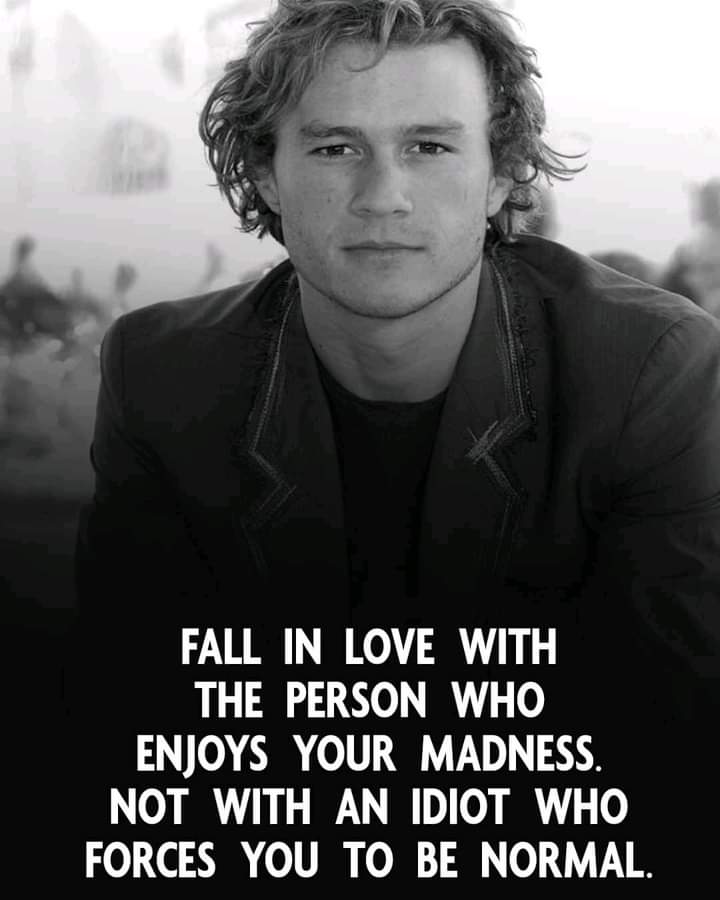 FALL IN LOVE WITH
THE PERSON WHO
ENJOYS YOUR MADNESS.
NOT WITH AN IDIOT WHO
FORCES YOU TO BE NORMAL.